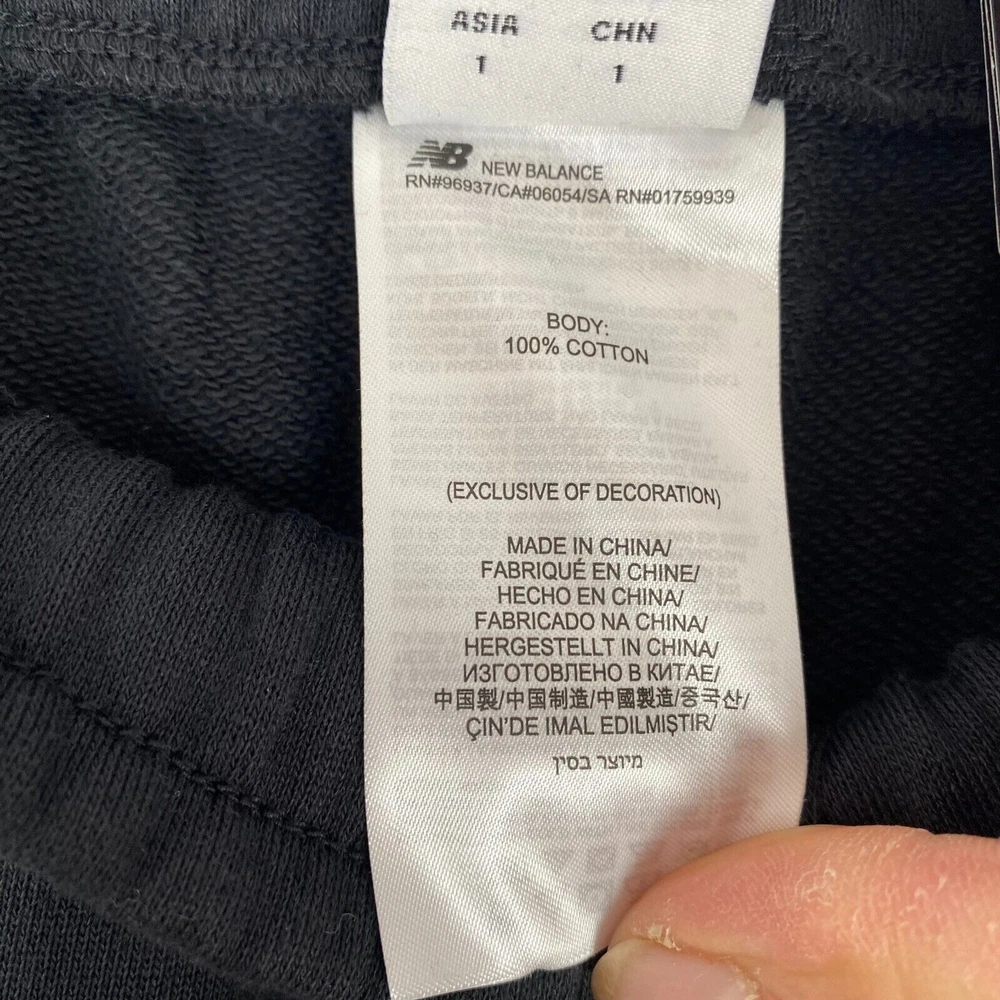 ASIA CHN
1 1
NB NEW BALANCE
RN#96937/CA#06054/SA RN#01759939
BODY:
100% COTTON
(EXCLUSIVE OF DECORATION)
MADE IN CHINA/
FABRIQUÉ EN CHINE/
HECHO EN CHINA/
FABRICADO NA CHINA/
HERGESTELLT IN CHINA/
ИЗГОТОВЛЕНО В КИТАЕ/
中国製/中国制造/中國製造/중국산/
ÇIN'DE IMAL EDILMIŞTIR/
מיוצר בסין